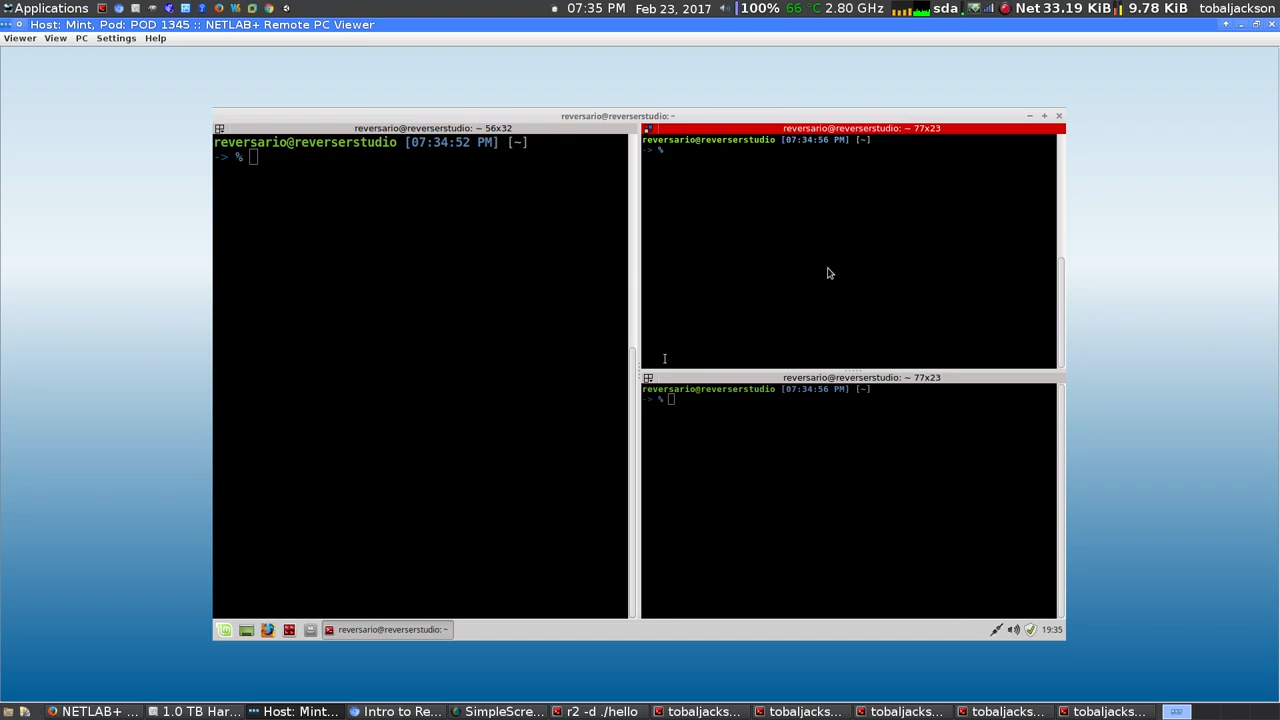 Applications
07:35 PM Feb 23, 2017 100% 66 °C 2.80 GHz sda Net 33.19 KiB 9.78 KiB tobaljackson
Host: Mint, Pod: POD 1345 :: NETLAB+ Remote PC Viewer
Viewer View PC Settings Help
reversario@reverserstudio: ~
reversario@reverserstudio: ~ 56x32
reversario@reverserstudio [07:34:52 PM] [~]
-> %
reversario@reverserstudio: ~ 77x23
reversario@reverserstudio [07:34:56 PM] [~]
-> %
reversario@reverserstudio: ~ 77x23
reversario@reverserstudio [07:34:56 PM] [~]
-> %
reversario@reverserstudio: ~
19:35
NETLAB+ ... 1.0 TB Har... Host: Mint... Intro to Re... SimpleScre... r2 -d ./hello tobaljacks... tobaljacks... tobaljacks... tobaljacks... tobaljacks...